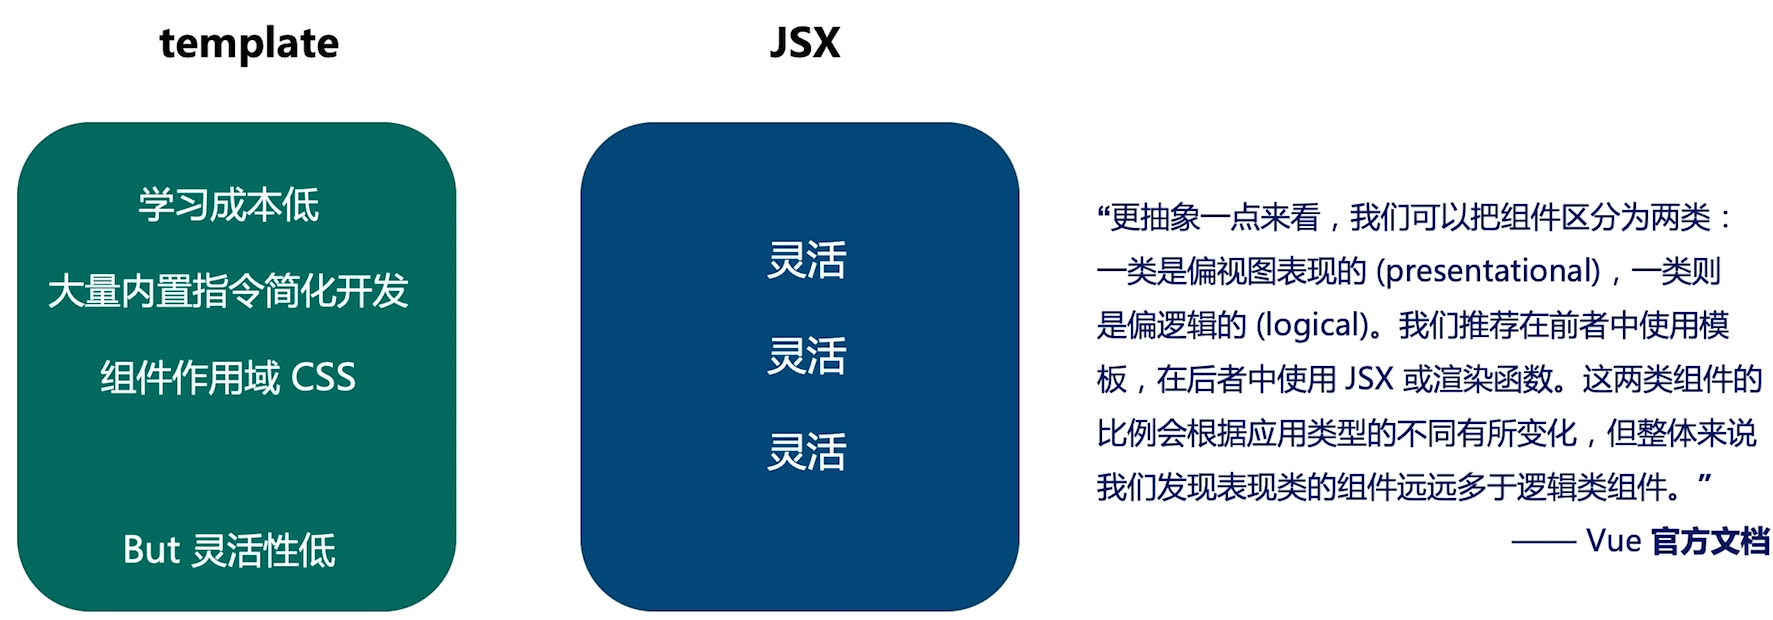 template
学习成本低
大量内置指令简化开发
组件作用域 CSS
But 灵活性低
JSX
灵活
灵活
灵活
“更抽象一点来看，我们可以把组件区分为两类：
一类是偏视图表现的 (presentational)，一类则
是偏逻辑的 (logical)。我们推荐在前者中使用模
板，在后者中使用 JSX 或渲染函数。这两类组件的
比例会根据应用类型的不同有所变化，但整体来说
我们发现表现类的组件远远多于逻辑类组件。”
—— Vue 官方文档